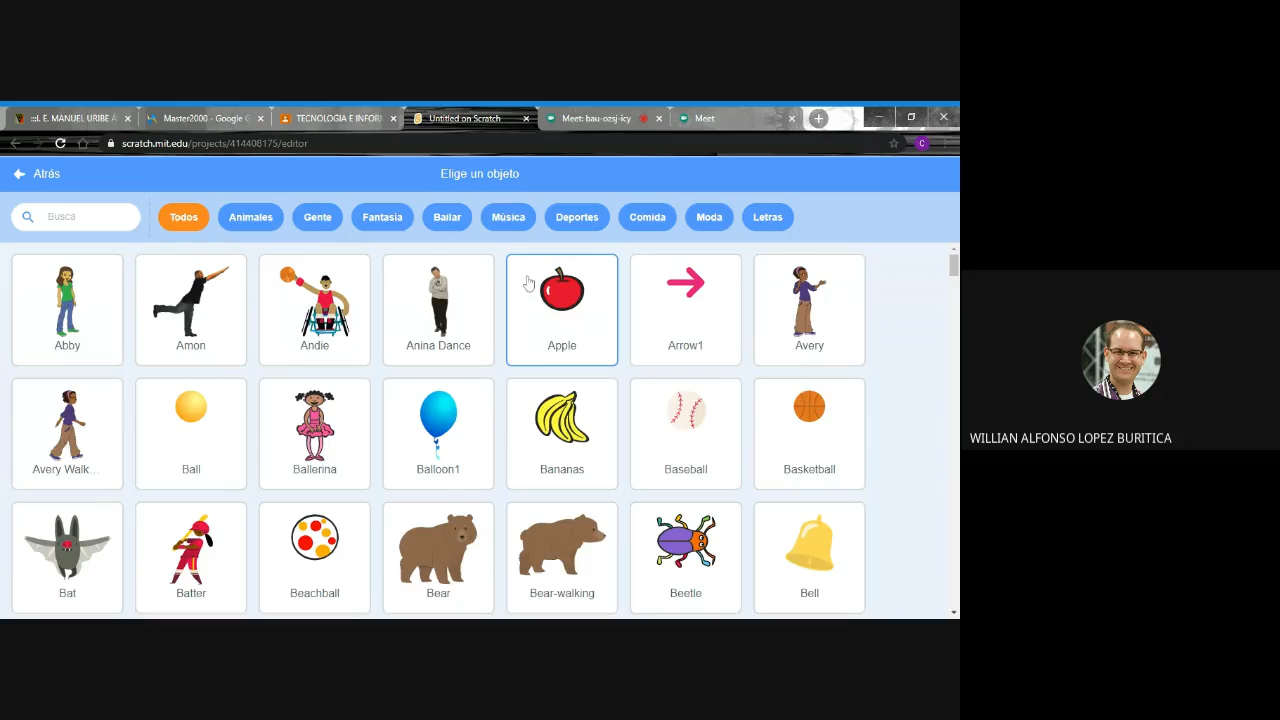 :::I. E. MANUEL URIBE Á
Master2000 - Google C
TECNOLOGIA E INFOR
Untitled on Scratch
Meet: bau-ozsj-icy
Meet
scratch.mit.edu/projects/414408175/editor
C
Atrás
Elige un objeto
Busca
Todos
Animales
Gente
Fantasía
Bailar
Música
Deportes
Comida
Moda
Letras
Abby
Amon
Andie
Anina Dance
Apple
Arrow1
Avery
Avery Walk...
Ball
Ballerina
Balloon1
Bananas
Baseball
Basketball
Bat
Batter
Beachball
Bear
Bear-walking
Beetle
Bell
WILLIAN ALFONSO LOPEZ BURITICA